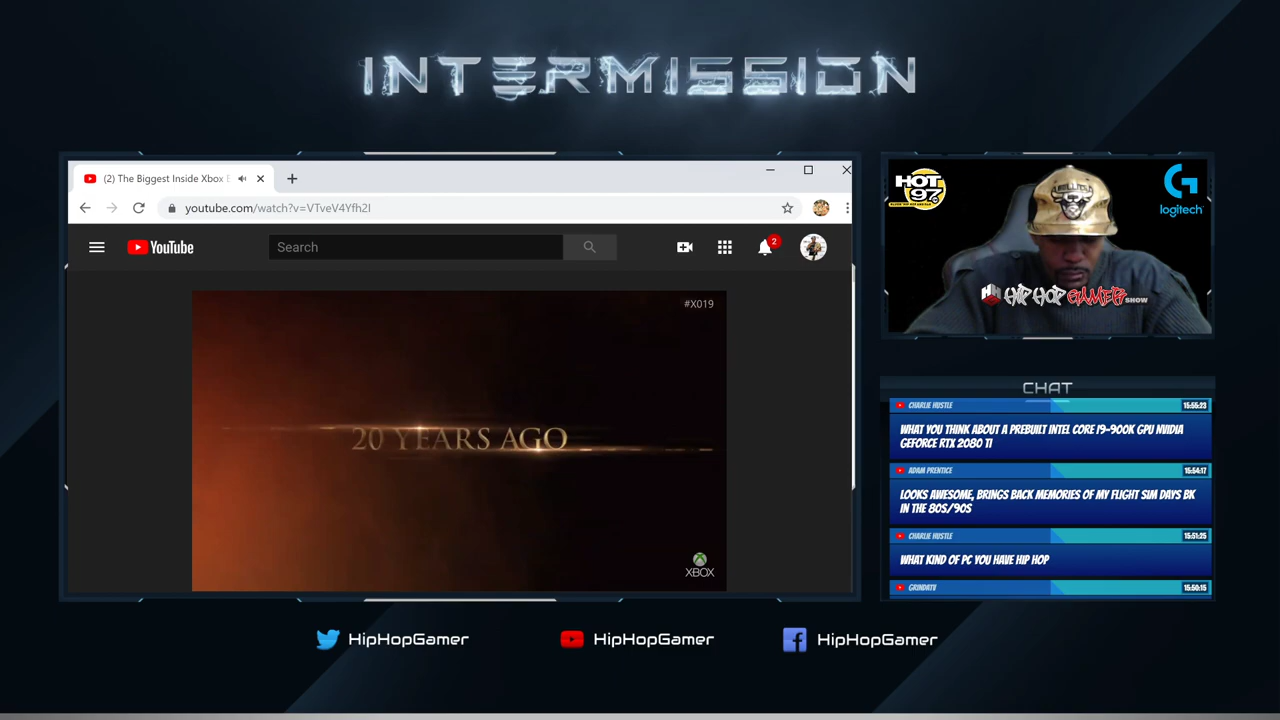 INTERMISSION
(2) The Biggest Inside Xbox E
youtube.com/watch?v=VTveV4Yfh2I
YouTube
Search
2
#X019
20 YEARS AGO
XBOX
HOT
97
logitech
HIP HOP GAMER SHOW
CHAT
CHARLIE HUSTLE
15:55:23
WHAT YOU THINK ABOUT A PREBUILT INTEL CORE I9-900K GPU NVIDIA
GEFORCE RTX 2080 TI
ADAM PRENTICE
15:54:17
LOOKS AWESOME, BRINGS BACK MEMORIES OF MY FLIGHT SIM DAYS BK
IN THE 80S/90S
CHARLIE HUSTLE
15:51:25
WHAT KIND OF PC YOU HAVE HIP HOP
GRINDATV
15:50:15
HipHopGamer
HipHopGamer
HipHopGamer